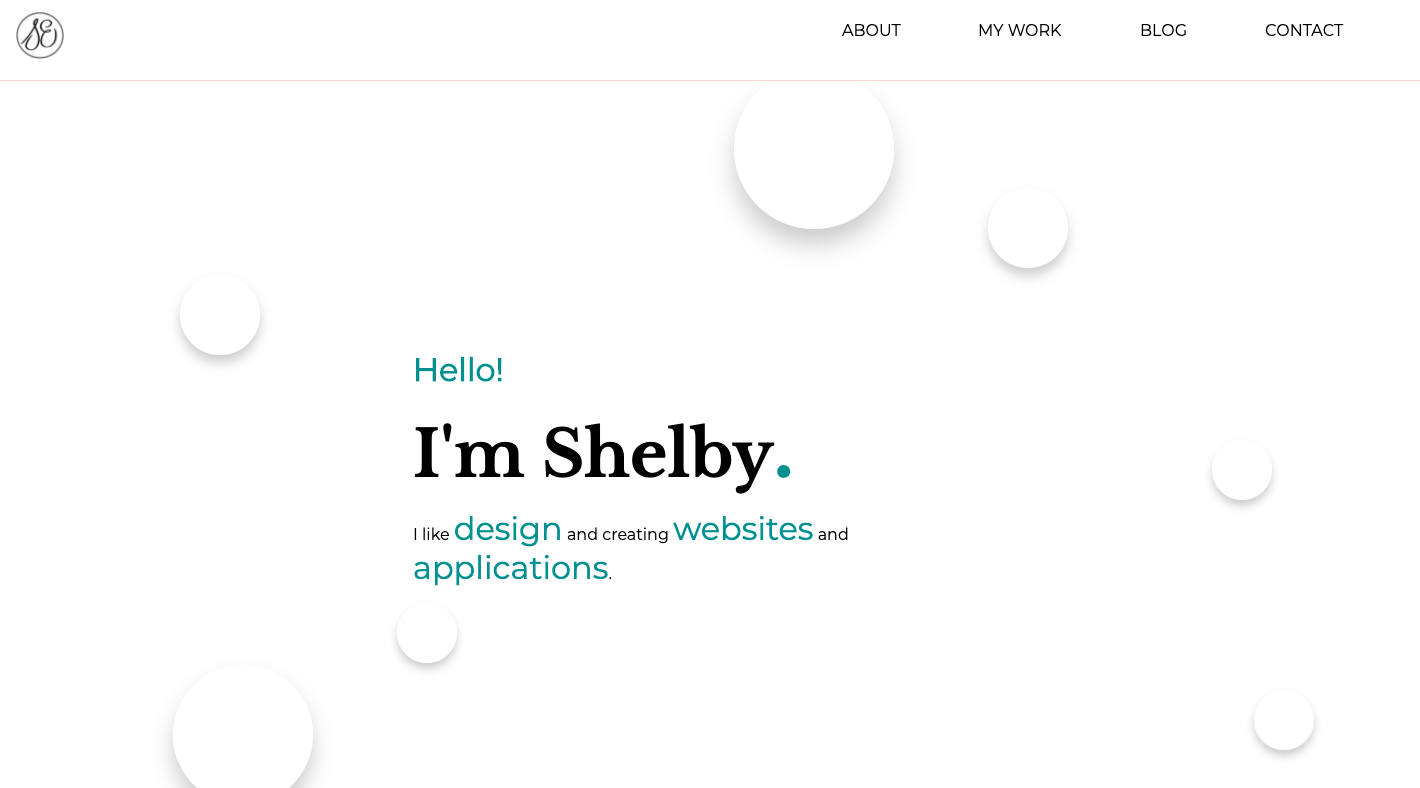 SE
ABOUT MY WORK BLOG CONTACT
Hello!
I'm Shelby.
I like design and creating websites and
applications.